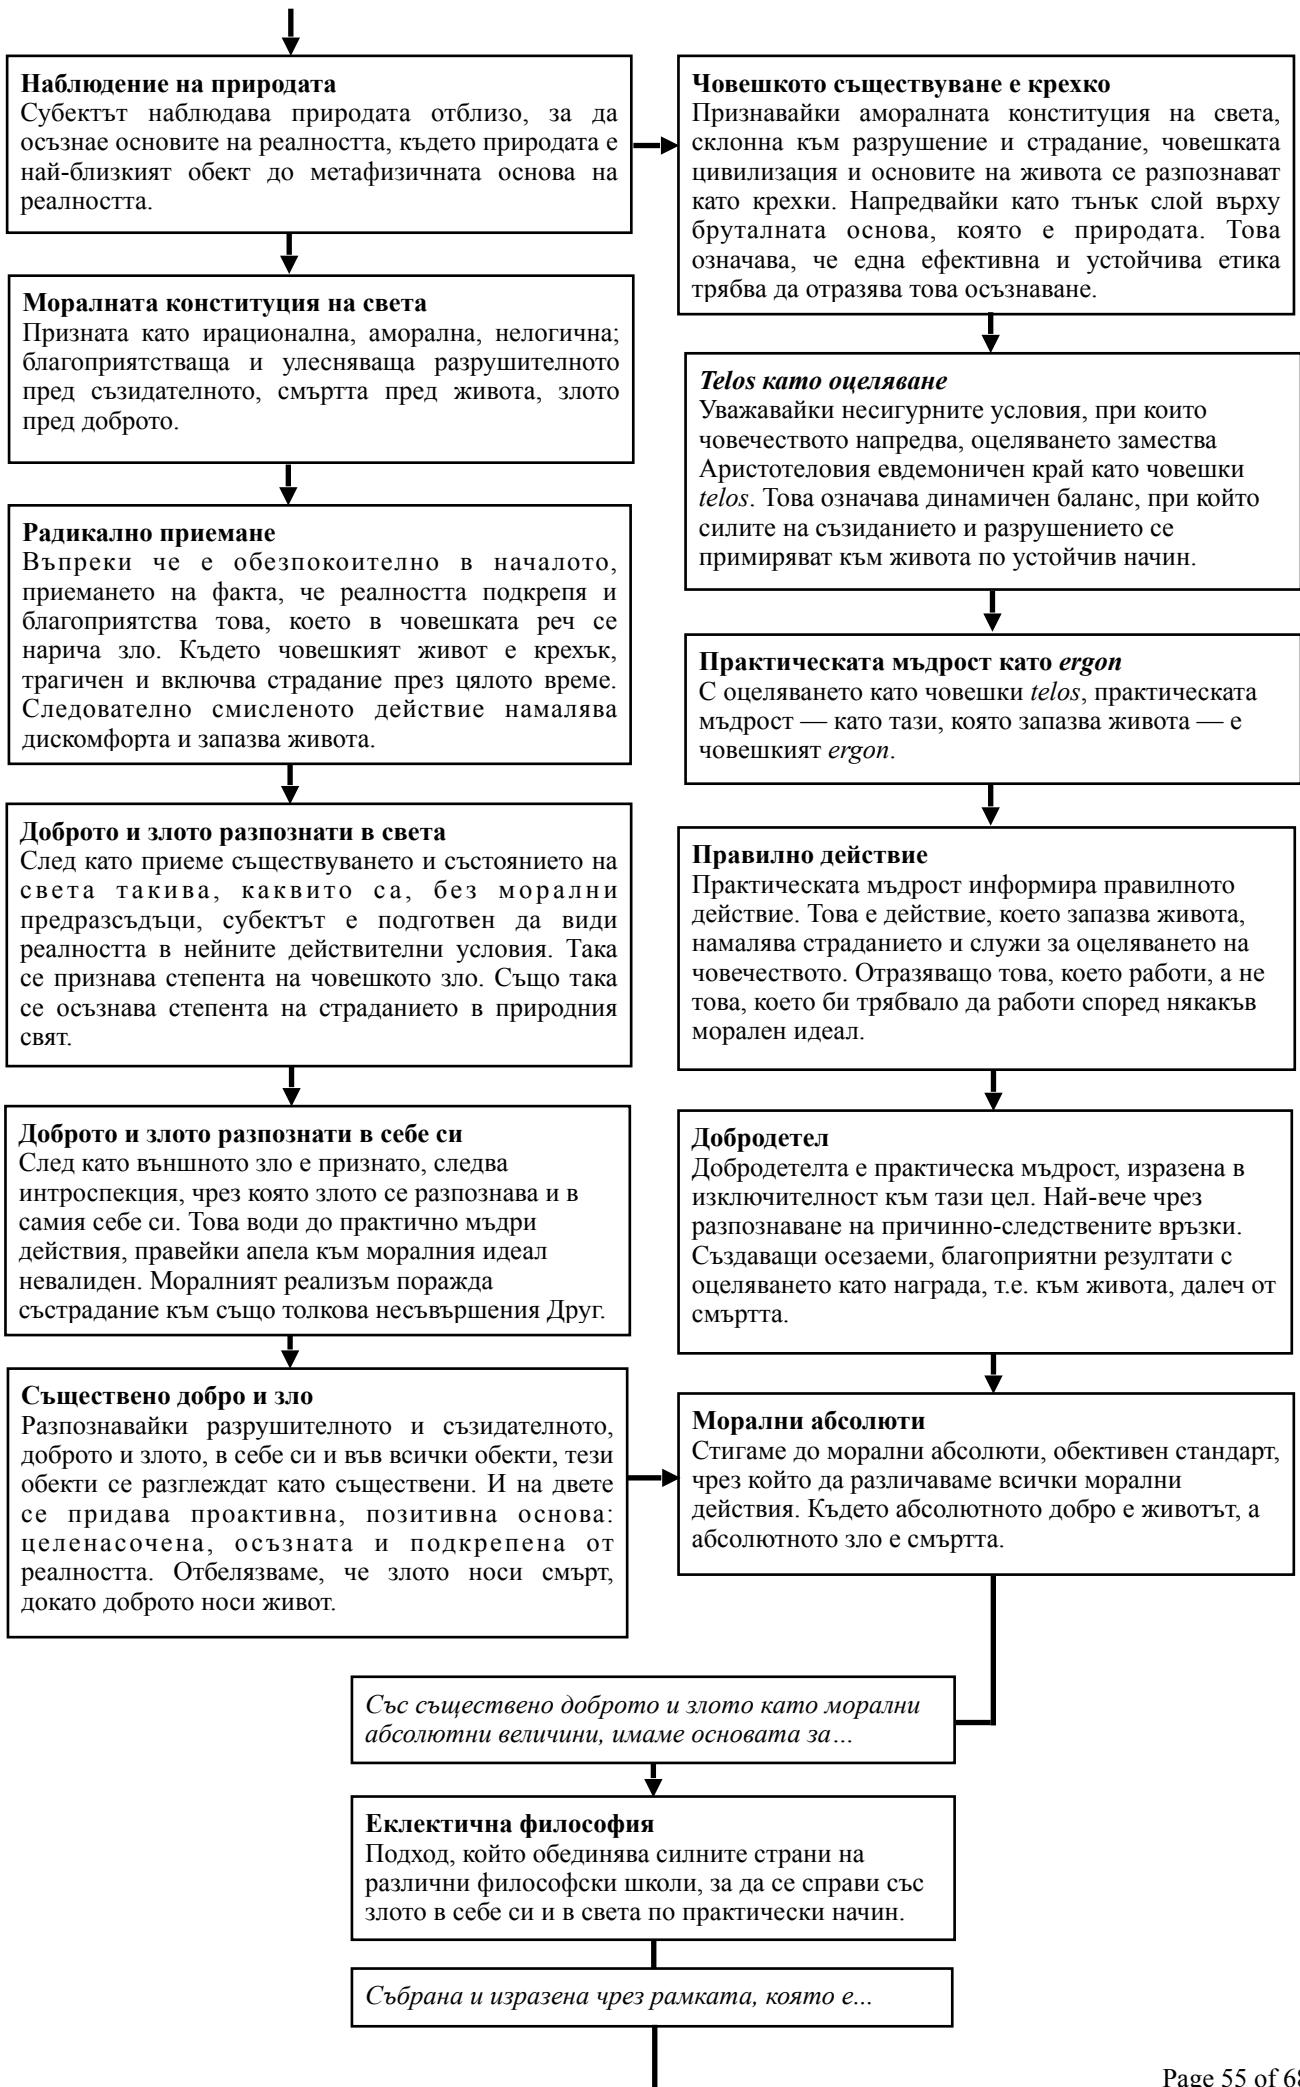 Наблюдение на природата
Субектът наблюдава природата отблизо, за да
осъзнае основите на реалността, където природата е
най-близкият обект до метафизичната основа на
реалността.
Моралната конституция на света
Призната като ирационална, аморална, нелогична;
благоприятстваща и улесняваща разрушителното
пред съзидателното, смъртта пред живота, злото
пред доброто.
Радикално приемане
Въпреки че е обезпокоително в началото,
приемането на факта, че реалността подкрепя и
благоприятства това, което в човешката реч се
нарича зло. Където човешкият живот е крехък,
трагичен и включва страдание през цялото време.
Следователно смисленото действие намалява
дискомфорта и запазва живота.
Доброто и злото разпознати в света
След като приеме съществуването и състоянието на
света такива, каквито са, без морални
предразсъдъци, субектът е подготвен да види
реалността в нейните действителни условия. Така
се признава степента на човешкото зло. Също така
се осъзнава степента на страданието в природния
свят.
Доброто и злото разпознати в себе си
След като външното зло е признато, следва
интроспекция, чрез която злото се разпознава и в
самия себе си. Това води до практично мъдри
действия, правейки апела към моралния идеал
невалиден. Моралният реализъм поражда
състрадание към също толкова несъвършения Друг.
Съществено добро и зло
Разпознавайки разрушителното и съзидателното,
доброто и злото, в себе си и във всички обекти, тези
обекти се разглеждат като съществени. И на двете
се придава проактивна, позитивна основа:
целенасочена, осъзната и подкрепена от
реалността. Отбелязваме, че злото носи смърт,
докато доброто носи живот.
Човешкото съществуване е крехко
Признавайки аморалната конституция на света,
склонна към разрушение и страдание, човешката
цивилизация и основите на живота се разпознават
като крехки. Напредвайки като тънък слой върху
бруталната основа, която е природата. Това
означава, че една ефективна и устойчива етика
трябва да отразява това осъзнаване.
Telos като оцеляване
Уважавайки несигурните условия, при които
човечеството напредва, оцеляването замества
Аристотеловия евдемоничен край като човешки
telos. Това означава динамичен баланс, при който
силите на съзиданието и разрушението се
примиряват към живота по устойчив начин.
Практическата мъдрост като ergon
С оцеляването като човешки telos, практическата
мъдрост — като тази, която запазва живота — е
човешкият ergon.
Правилно действие
Практическата мъдрост информира правилното
действие. Това е действие, което запазва живота,
намалява страданието и служи за оцеляването на
човечеството. Отразяващо това, което работи, а не
това, което би трябвало да работи според някакъв
морален идеал.
Добродетел
Добродетелта е практическа мъдрост, изразена в
изключителност към тази цел. Най-вече чрез
разпознаване на причинно-следствените връзки.
Създаващи осезаеми, благоприятни резултати с
оцеляването като награда, т.е. към живота, далеч от
смъртта.
Морални абсолюти
Стигаме до морални абсолюти, обективен стандарт,
чрез който да различаваме всички морални
действия. Където абсолютното добро е животът, а
абсолютното зло е смъртта.
Със съществено доброто и злото като морални
абсолютни величини, имаме основата за…
Еклектична философия
Подход, който обединява силните страни на
различни философски школи, за да се справи със
злото в себе си и в света по практически начин.
Събрана и изразена чрез рамката, която е...
Page 55 of 68